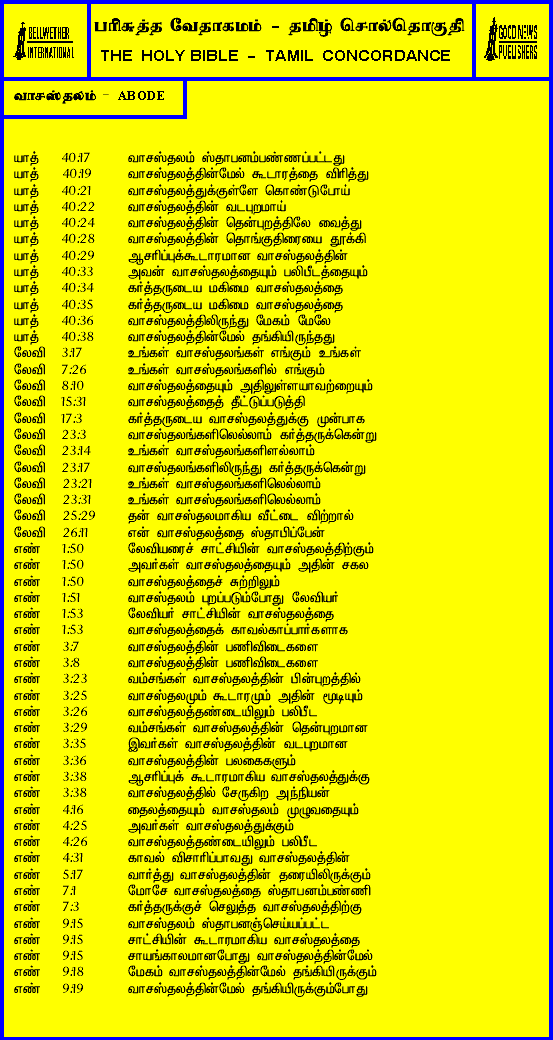 BELLWETHER
INTERNATIONAL
பரிசுத்த வேதாகமம் - தமிழ் சொல்தொகுதி
THE HOLY BIBLE - TAMIL CONCORDANCE
GOOD NEWS
PUBLISHERS
வாசஸ்தலம் - ABODE
யாத் 40:17 வாசஸ்தலம் ஸ்தாபனம்பண்ணப்பட்டது
யாத் 40:19 வாசஸ்தலத்தின்மேல் கூடாரத்தை விரித்து
யாத் 40:21 வாசஸ்தலத்துக்குள்ளே கொண்டுபோய்
யாத் 40:22 வாசஸ்தலத்தின் வடபுறமாய்
யாத் 40:24 வாசஸ்தலத்தின் தென்புறத்திலே வைத்து
யாத் 40:28 வாசஸ்தலத்தின் தொங்குதிரையை தூக்கி
யாத் 40:29 ஆசரிப்புக்கூடாரமான வாசஸ்தலத்தின்
யாத் 40:33 அவன் வாசஸ்தலத்தையும் பலிபீடத்தையும்
யாத் 40:34 கர்த்தருடைய மகிமை வாசஸ்தலத்தை
யாத் 40:35 கர்த்தருடைய மகிமை வாசஸ்தலத்தை
யாத் 40:36 வாசஸ்தலத்திலிருந்து மேகம் மேலே
யாத் 40:38 வாசஸ்தலத்தின்மேல் தங்கியிருந்தது
லேவி 3:17 உங்கள் வாசஸ்தலங்கள் எங்கும் உங்கள்
லேவி 7:26 உங்கள் வாசஸ்தலங்களில் எங்கும்
லேவி 8:10 வாசஸ்தலத்தையும் அதிலுள்ளயாவற்றையும்
லேவி 15:31 வாசஸ்தலத்தைத் தீட்டுப்படுத்தி
லேவி 17:3 கர்த்தருடைய வாசஸ்தலத்துக்கு முன்பாக
லேவி 23:3 வாசஸ்தலங்களிலெல்லாம் கர்த்தருக்கென்று
லேவி 23:14 உங்கள் வாசஸ்தலங்களிளல்லாம்
லேவி 23:17 வாசஸ்தலங்களிலிருந்து கர்த்தருக்கென்று
லேவி 23:21 உங்கள் வாசஸ்தலங்களிலெல்லாம்
லேவி 23:31 உங்கள் வாசஸ்தலங்களிலெல்லாம்
லேவி 25:29 தன் வாசஸ்தலமாகிய வீட்டை விற்றால்
லேவி 26:11 என் வாசஸ்தலத்தை ஸ்தாபிப்பேன்
எண் 1:50 லேவியரைச் சாட்சியின் வாசஸ்தலத்திற்கும்
எண் 1:50 அவர்கள் வாசஸ்தலத்தையும் அதின் சகல
எண் 1:50 வாசஸ்தலத்தைச் சுற்றிலும்
எண் 1:51 வாசஸ்தலம் புறப்படும்போது லேவியர்
எண் 1:53 லேவியர் சாட்சியின் வாசஸ்தலத்தை
எண் 1:53 வாசஸ்தலத்தைக் காவல்காப்பார்களாக
எண் 3:7 வாசஸ்தலத்தின் பணிவிடைகளை
எண் 3:8 வாசஸ்தலத்தின் பணிவிடைகளை
எண் 3:23 வம்சங்கள் வாசஸ்தலத்தின் பின்புறத்தில்
எண் 3:25 வாசஸ்தலமும் கூடாரமும் அதின் மூடியும்
எண் 3:26 வாசஸ்தலத்தண்டையிலும் பலிபீட
எண் 3:29 வம்சங்கள் வாசஸ்தலத்தின் தென்புறமான
எண் 3:35 இவர்கள் வாசஸ்தலத்தின் வடபுறமான
எண் 3:36 வாசஸ்தலத்தின் பலகைகளும்
எண் 3:38 ஆசரிப்புக் கூடாரமாகிய வாசஸ்தலத்துக்கு
எண் 3:38 வாசஸ்தலத்தில் சேருகிற அந்நியன்
எண் 4:16 தைலத்தையும் வாசஸ்தலம் முழுவதையும்
எண் 4:25 அவர்கள் வாசஸ்தலத்துக்கும்
எண் 4:26 வாசஸ்தலத்தண்டையிலும் பலிபீட
எண் 4:31 காவல் விசாரிப்பாவது வாசஸ்தலத்தின்
எண் 5:17 வார்த்து வாசஸ்தலத்தின் தரையிலிருக்கும்
எண் 7:1 மோசே வாசஸ்தலத்தை ஸ்தாபனம்பண்ணி
எண் 7:3 கர்த்தருக்குச் செலுத்த வாசஸ்தலத்திற்கு
எண் 9:15 வாசஸ்தலம் ஸ்தாபனஞ்செய்யப்பட்ட
எண் 9:15 சாட்சியின் கூடாரமாகிய வாசஸ்தலத்தை
எண் 9:15 சாயங்காலமானபோது வாசஸ்தலத்தின்மேல்
எண் 9:18 மேகம் வாசஸ்தலத்தின்மேல் தங்கியிருக்கும்
எண் 9:19 வாசஸ்தலத்தின்மேல் தங்கியிருக்கும்போது